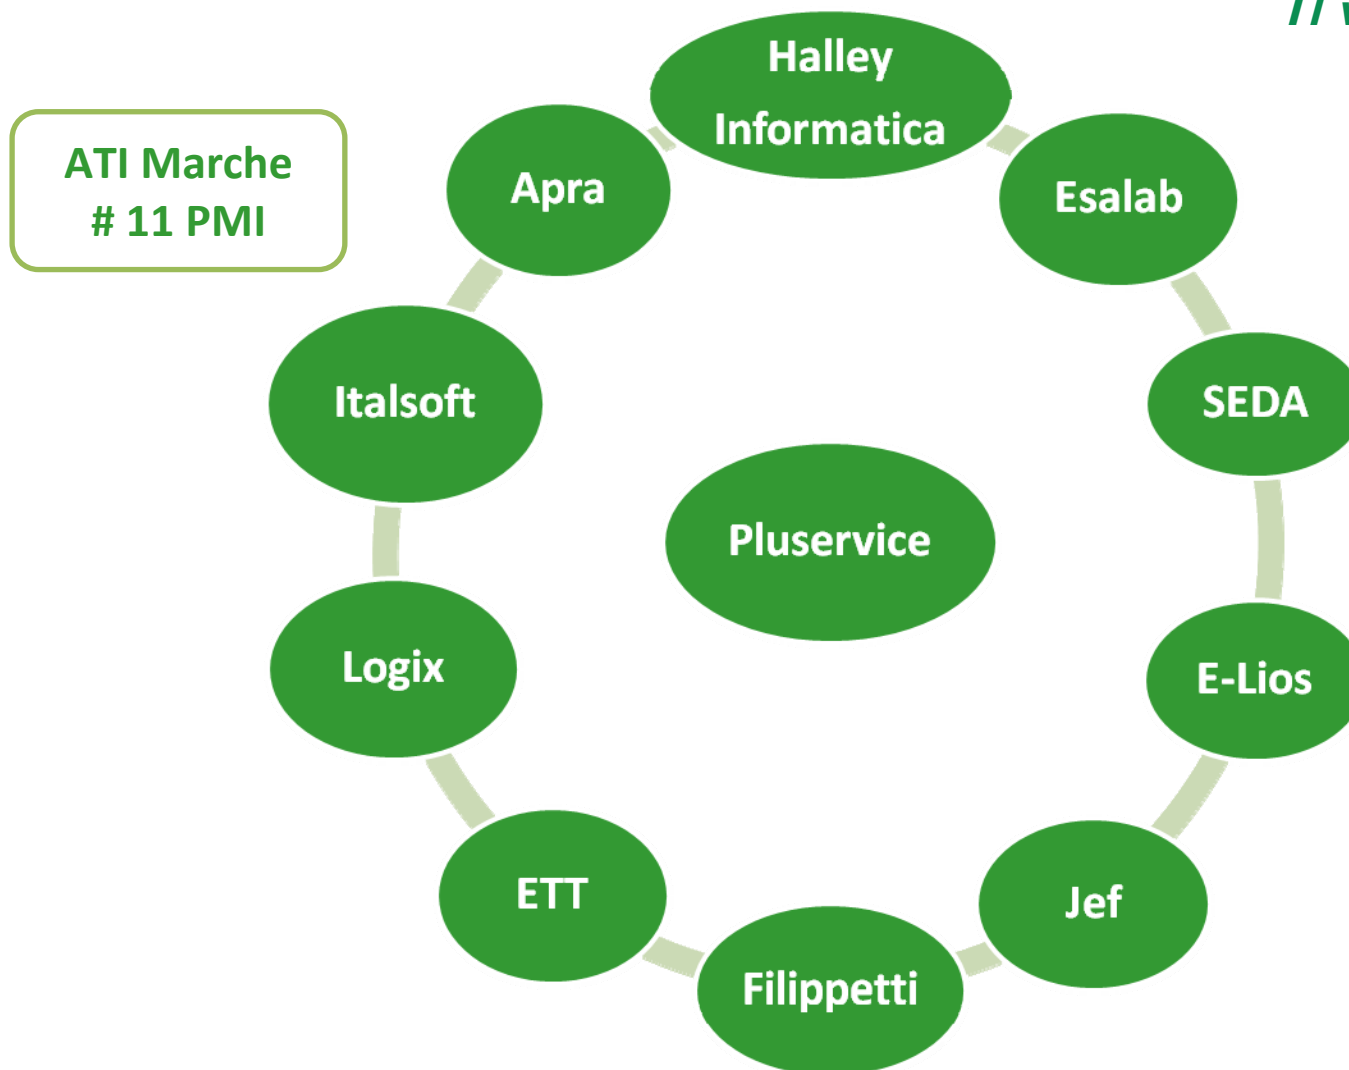 Halley
Informatica
ATI Marche
# 11 PMI
Apra
Esalab
Italsoft
SEDA
Pluservice
Logix
E-Lios
ETT
Jef
Filippetti